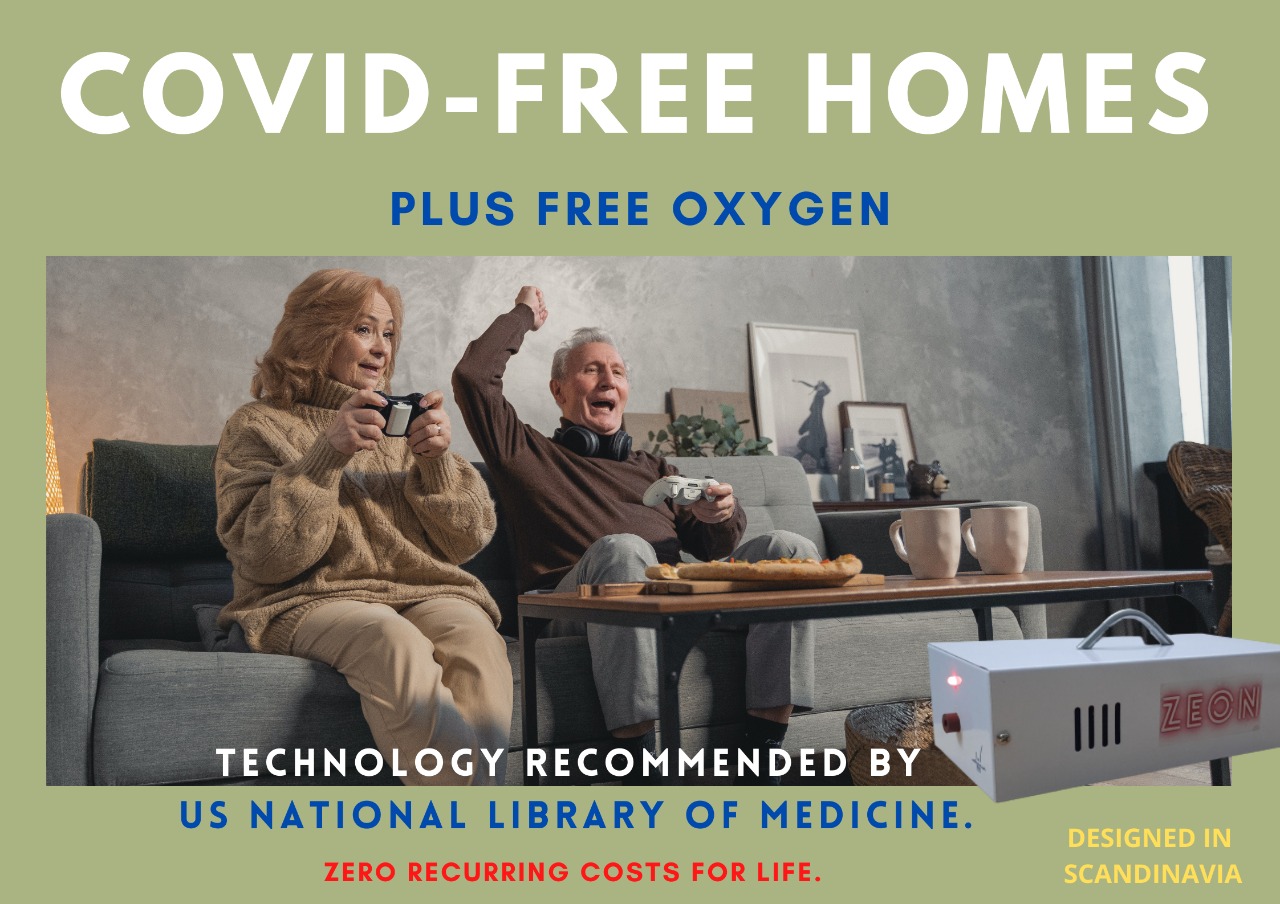 COVID-FREE HOMES
PLUS FREE OXYGEN
ZEON
TECHNOLOGY RECOMMENDED BY
US NATIONAL LIBRARY OF MEDICINE.
ZERO RECURRING COSTS FOR LIFE.
DESIGNED IN
SCANDINAVIA